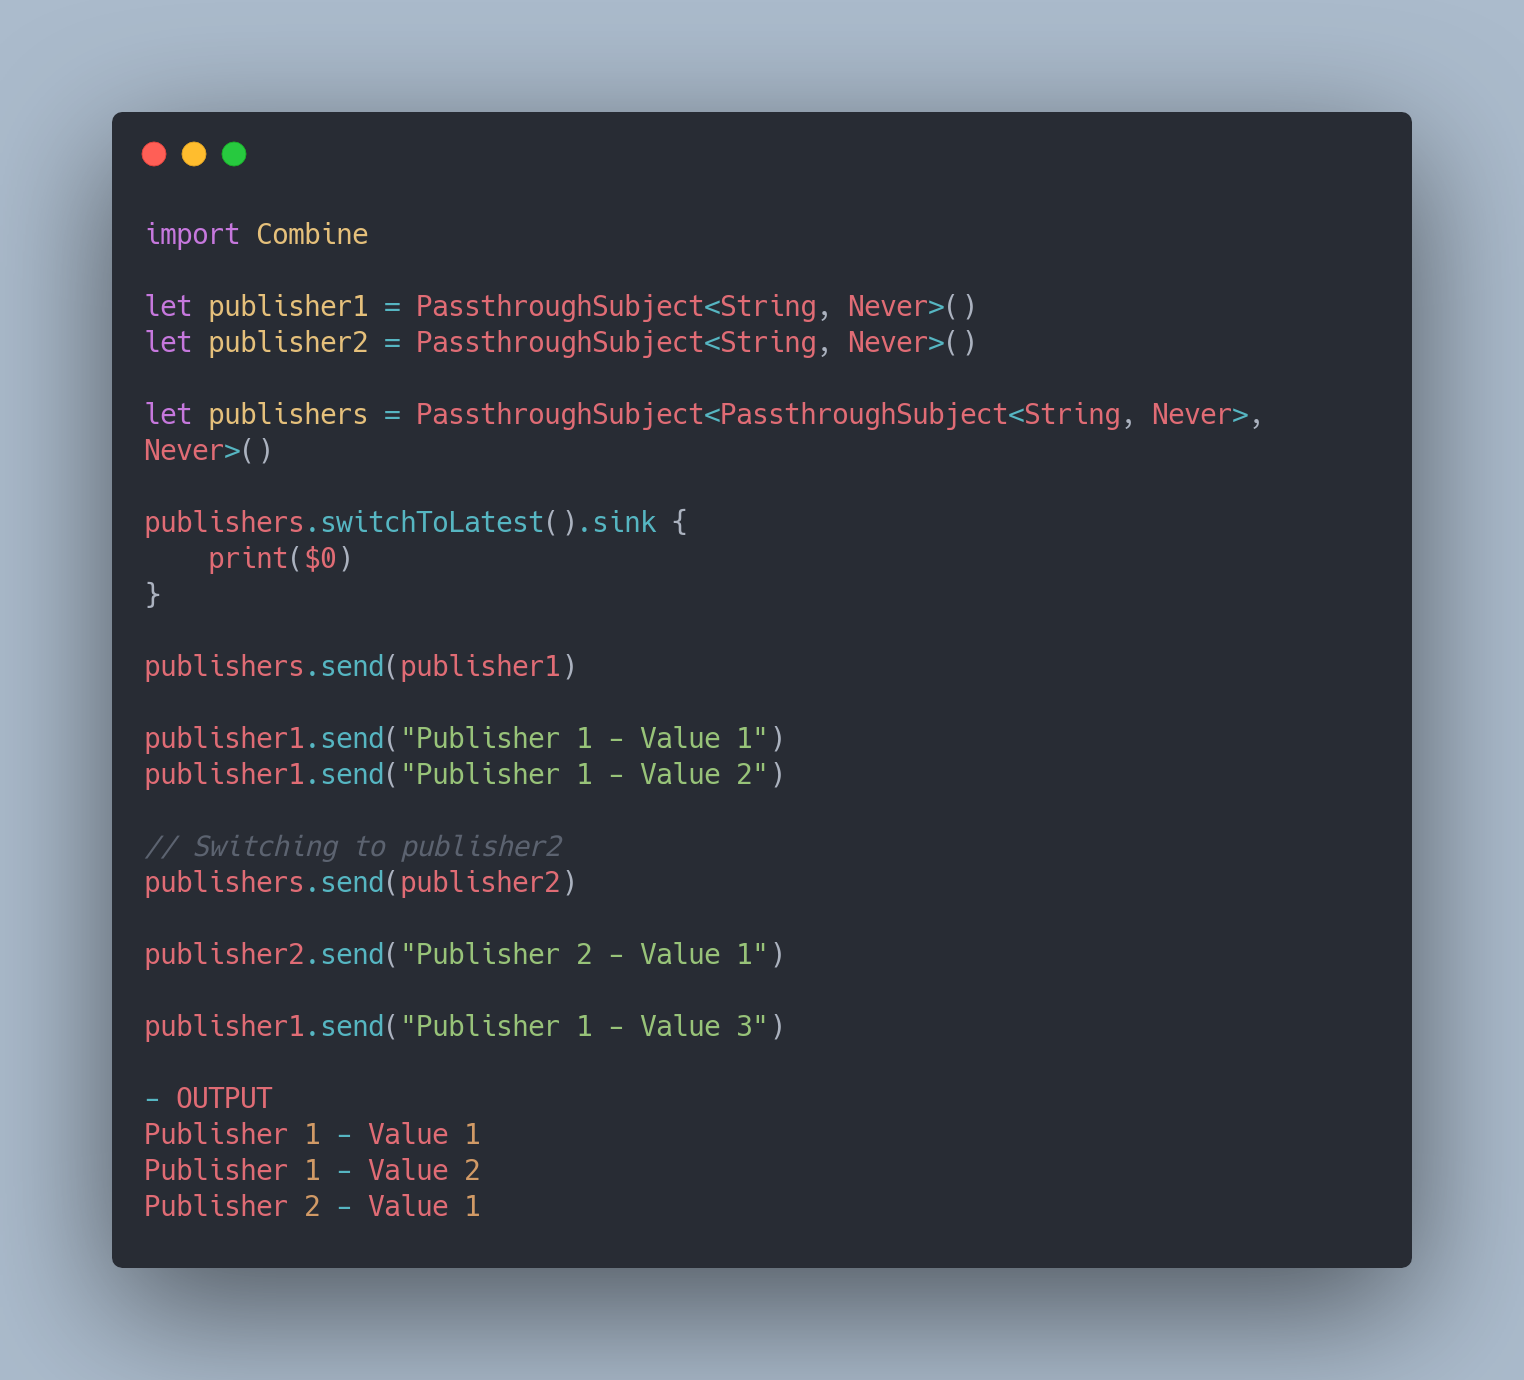 import Combine

let publisher1 = PassthroughSubject<String, Never>()
let publisher2 = PassthroughSubject<String, Never>()

let publishers = PassthroughSubject<PassthroughSubject<String, Never>,
Never>()

publishers.switchToLatest().sink {
    print($0)
}

publishers.send(publisher1)

publisher1.send("Publisher 1 - Value 1")
publisher1.send("Publisher 1 - Value 2")

// Switching to publisher2
publishers.send(publisher2)

publisher2.send("Publisher 2 - Value 1")

publisher1.send("Publisher 1 - Value 3")

- OUTPUT
Publisher 1 - Value 1
Publisher 1 - Value 2
Publisher 2 - Value 1